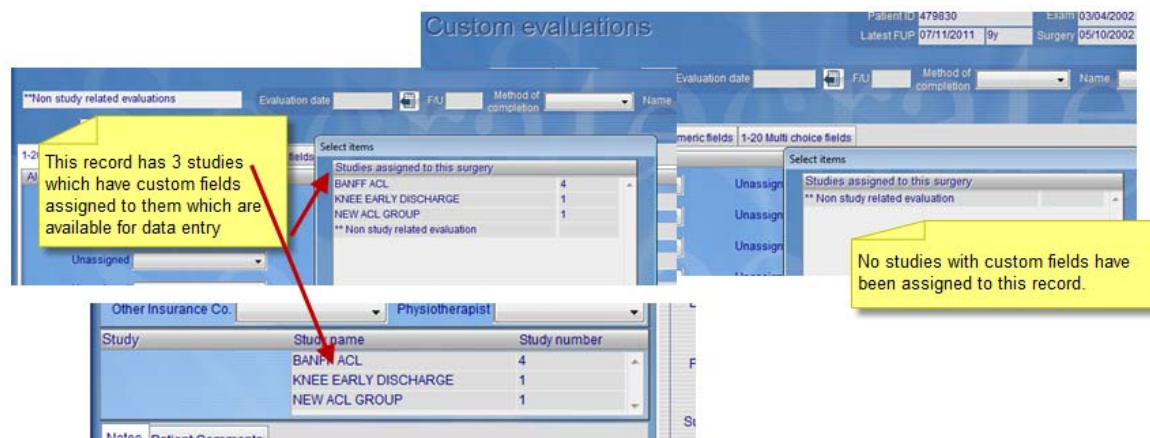 Custom evaluations
Patient ID 479830 Exam 03/04/2002
Latest FUP 07/11/2011 9y Surgery 05/10/2002
**Non study related evaluations Evaluation date F/U Method of completion Name
Evaluation date F/U Method of completion Name
This record has 3 studies
which have custom fields
assigned to them which are
available for data entry
1-20
fields
Select items
Studies assigned to this surgery
BANFF ACL 4
KNEE EARLY DISCHARGE 1
NEW ACL GROUP 1
** Non study related evaluation
Unassigned
meric fields 1-20 Multi choice fields
Select items
Unassign Studies assigned to this surgery
** Non study related evaluation
Unassign
Unassign
No studies with custom fields have
been assigned to this record.
Other Insurance Co. Physiotherapist
Study Study name Study number
BANFF ACL 4
KNEE EARLY DISCHARGE 1
NEW ACL GROUP 1
Notes Patient Comments